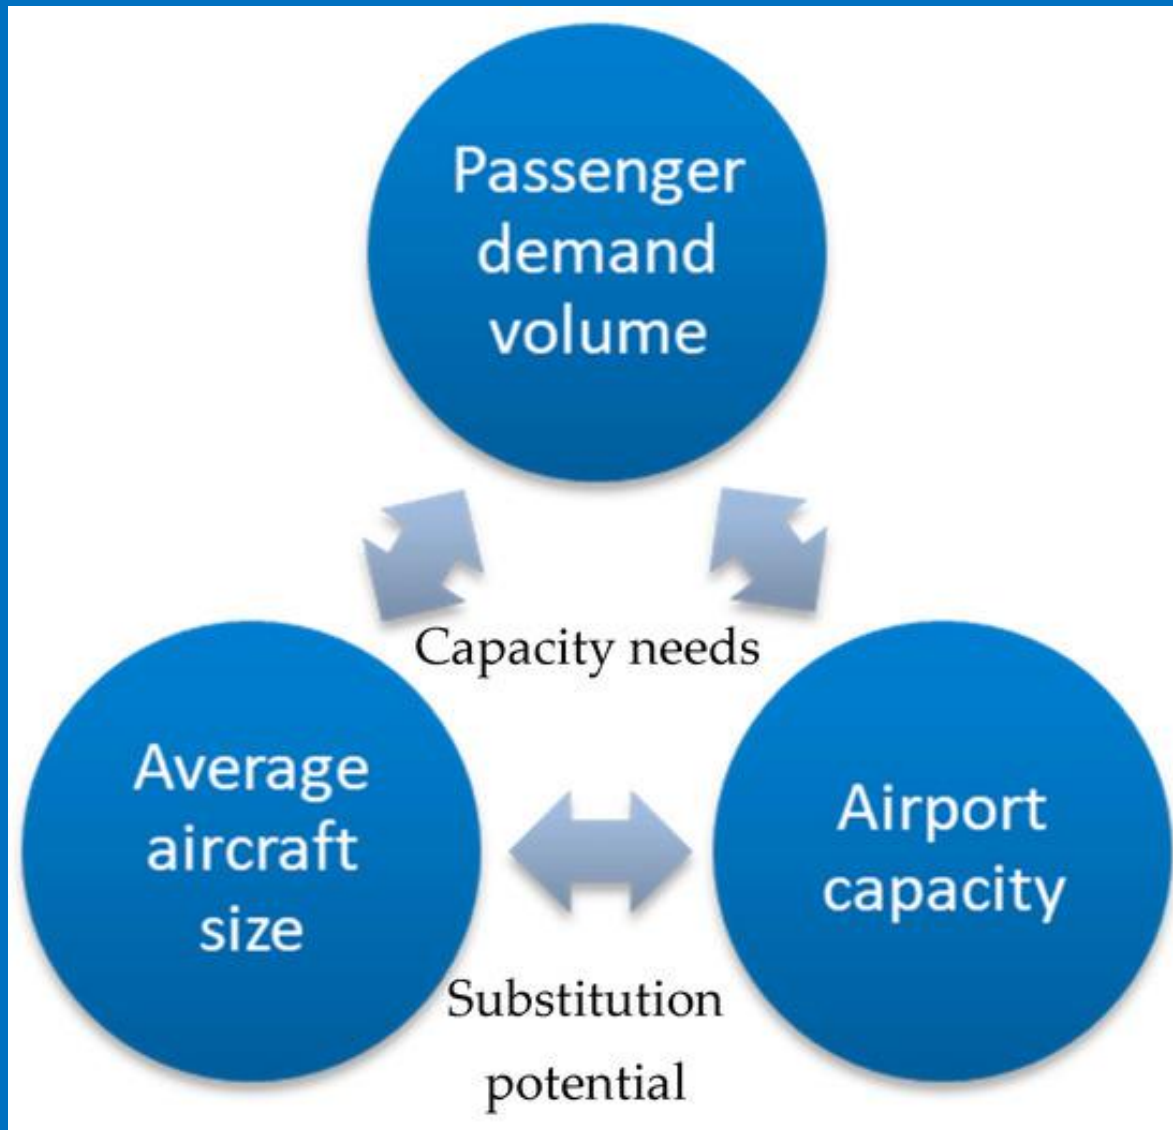 Passenger
demand
volume
Capacity needs
Average
aircraft
size
Airport
capacity
Substitution
potential